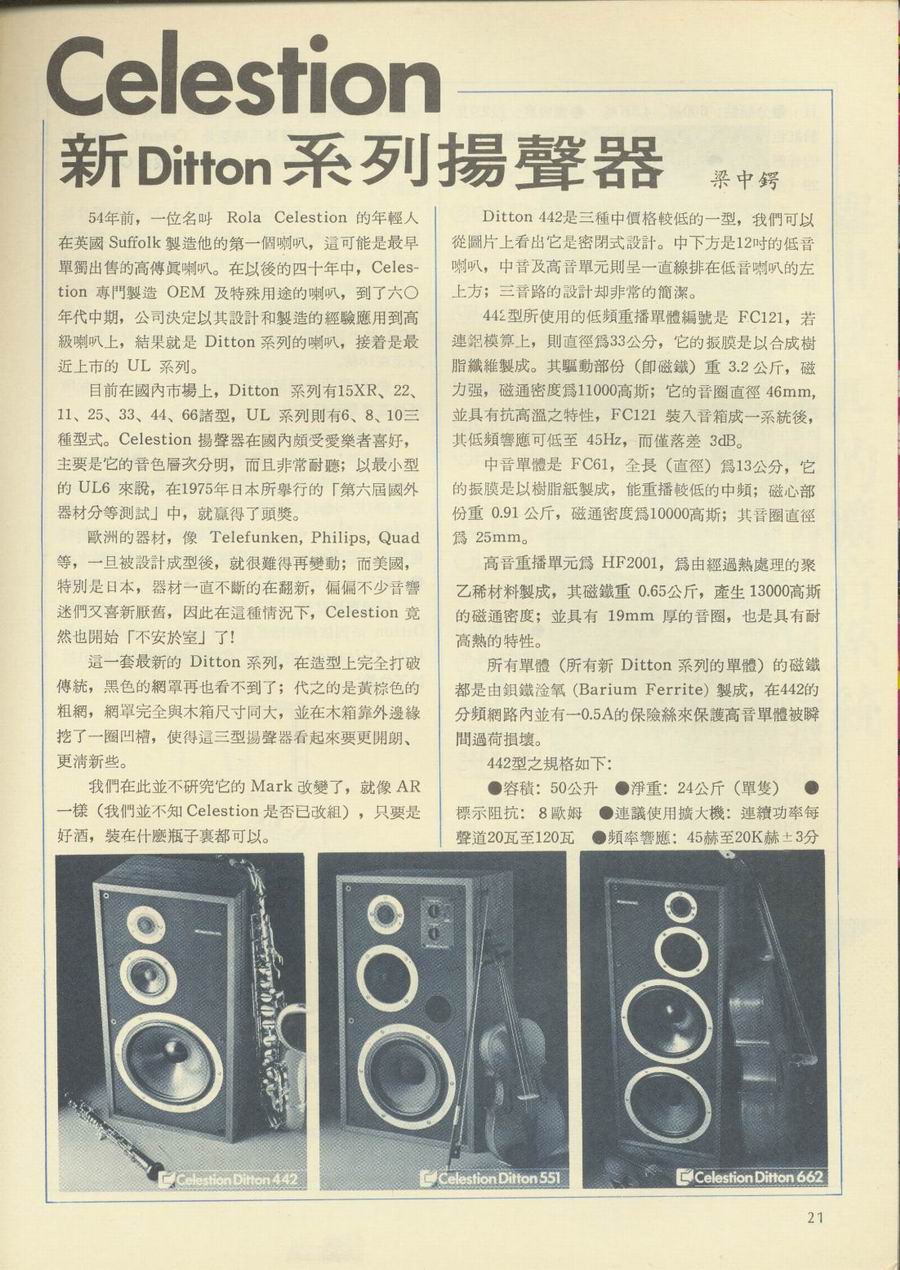 Celestion
新Ditton系列揚聲器
梁中鍔
54年前，一位名叫 Rola Celestion 的年輕人
在英國 Suffolk 製造他的第一個喇叭，這可能是最早
單獨出售的高傳眞喇叭。在以後的四十年中，Celes-
tion 專門製造 OEM 及特殊用途的喇叭，到了六〇
年代中期，公司決定以其設計和製造的經驗應用到高
級喇叭上，結果就是 Ditton 系列的喇叭，接着是最
近上市的 UL 系列。
目前在國內市場上，Ditton 系列有15XR、22、
11、25、33、44、66諸型，UL 系列則有6、8、10三
種型式。Celestion 揚聲器在國內頗受愛樂者喜好，
主要是它的音色層次分明，而且非常耐聽；以最小型
的 UL6 來說，在1975年日本所舉行的「第六屆國外
器材分等測試」中，就贏得了頭獎。
歐洲的器材，像 Telefunken, Philips, Quad
等，一旦被設計成型後，就很難得再變動；而美國，
特別是日本，器材一直不斷的在翻新，偏偏不少音響
迷們又喜新厭舊，因此在這種情況下，Celestion 竟
然也開始「不安於室」了!
這一套最新的 Ditton 系列，在造型上完全打破
傳統，黑色的網罩再也看不到了；代之的是黃棕色的
粗網，網罩完全與木箱尺寸同大，並在木箱靠外邊緣
挖了一圈凹槽，使得這三型揚聲器看起來要更開朗、
更淸新些。
我們在此並不研究它的 Mark 改變了，就像 AR
一樣（我們並不知 Celestion 是否已改組），只要是
好酒，裝在什麼瓶子裏都可以。
Ditton 442是三種中價格較低的一型，我們可以
從圖片上看出它是密閉式設計。中下方是12吋的低音
喇叭，中音及高音單元則呈一直線排在低音喇叭的左
上方；三音路的設計却非常的簡潔。
442型所使用的低頻重播單體編號是 FC121，若
連鋁模算上，則直徑爲33公分，它的振膜是以合成樹
脂纖維製成。其驅動部份（卽磁鐵）重 3.2 公斤，磁
力强，磁通密度爲11000高斯；它的音圈直徑 46mm,
並具有抗高溫之特性，FC121 裝入音箱成一系統後，
其低頻響應可低至 45Hz，而僅落差 3dB。
中音單體是 FC61，全長（直徑）爲13公分，它
的振膜是以樹脂紙製成，能重播較低的中頻；磁心部
份重 0.91 公斤，磁通密度爲10000高斯；其音圈直徑
爲 25mm。
高音重播單元爲 HF2001，爲由經過熱處理的聚
乙稀材料製成，其磁鐵重 0.65公斤，產生 13000高斯
的磁通密度；並具有 19mm 厚的音圈，也是具有耐
高熱的特性。
所有單體（所有新 Ditton 系列的單體）的磁鐵
都是由鋇鐵淦氧 (Barium Ferrite) 製成，在442的
分頻網路內並有一0.5A的保險絲來保護高音單體被瞬
間過荷損壞。
442型之規格如下：
●容積：50公升 ●淨重：24公斤（單隻） ●
標示阻抗：8 歐姆 ●連議使用擴大機：連續功率每
聲道20瓦至120瓦 ●頻率響應：45赫至20K赫±3分
Celestion Ditton 442
Celestion Ditton 551
Celestion Ditton 662
21